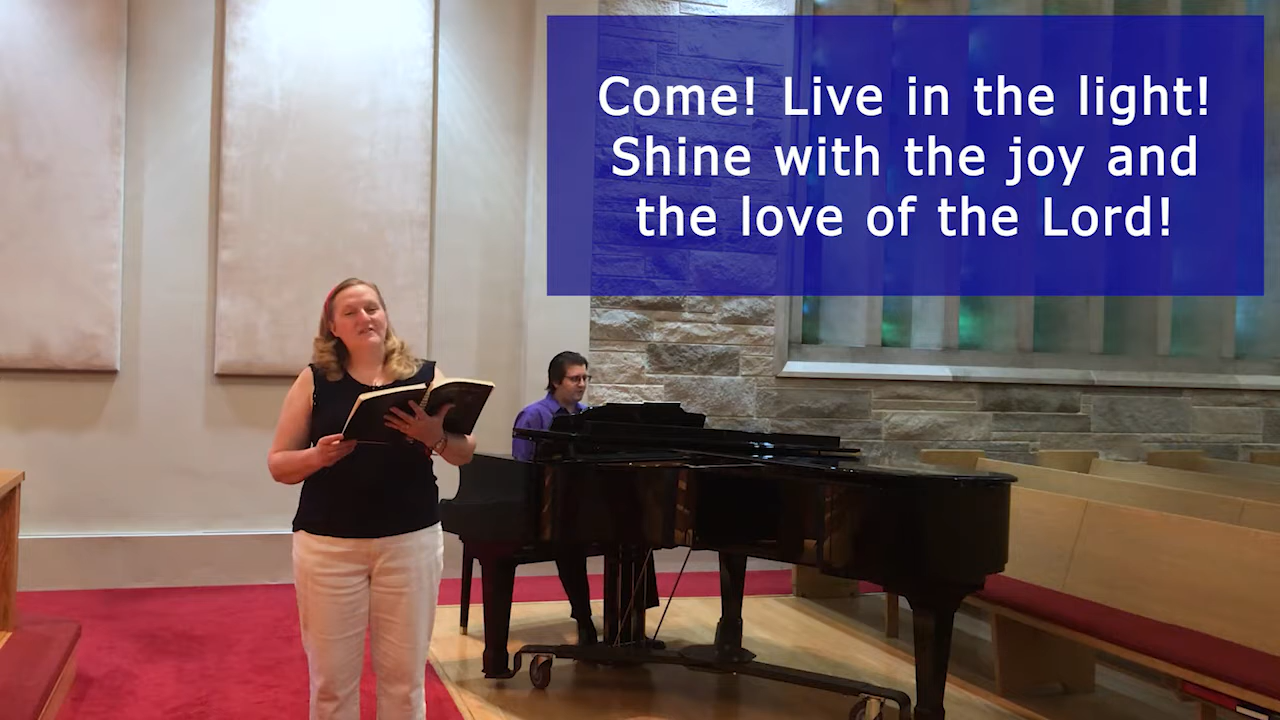 Come! Live in the light!
Shine with the joy and
the love of the Lord!